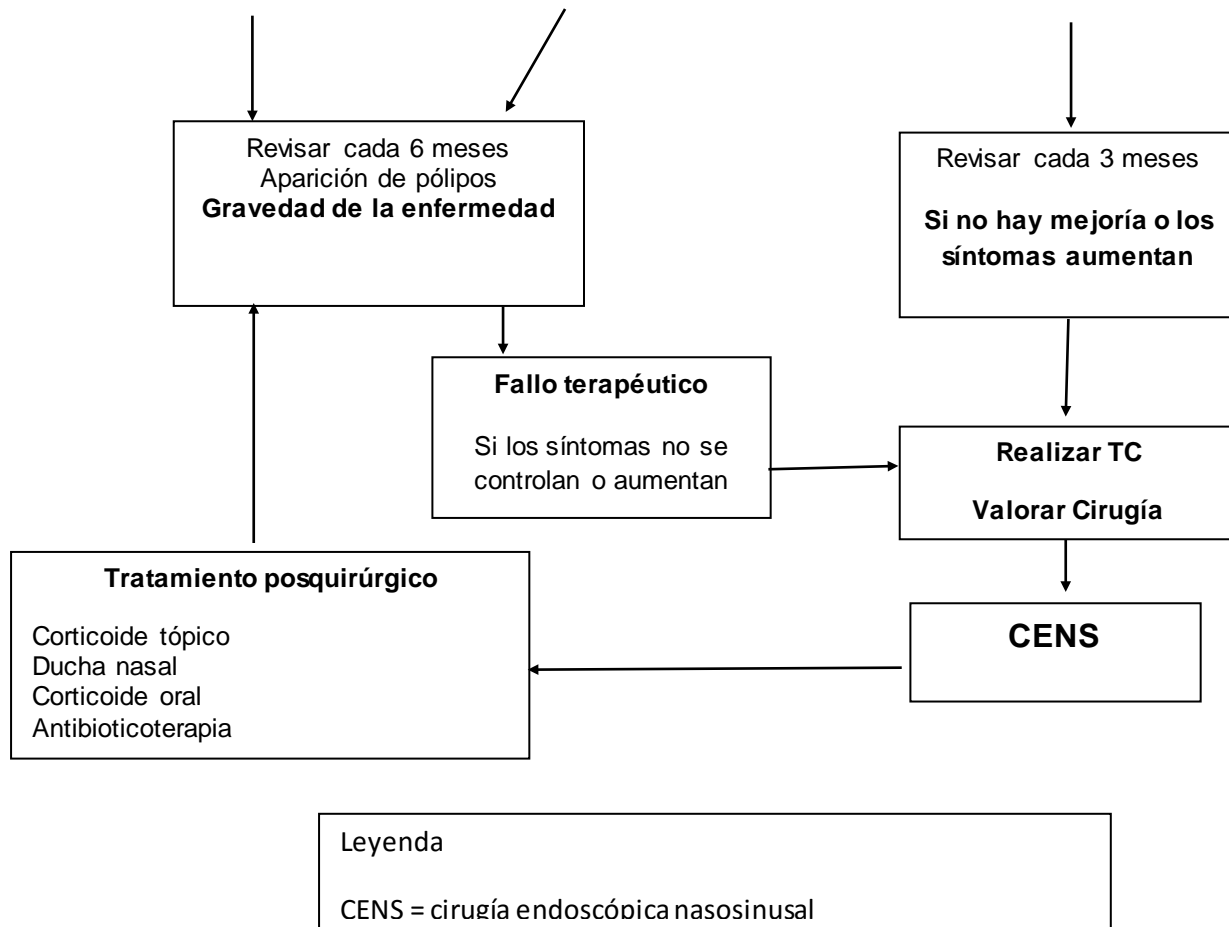 Revisar cada 6 meses
Aparición de pólipos
Gravedad de la enfermedad
Revisar cada 3 meses
Si no hay mejoría o los
síntomas aumentan
Fallo terapéutico
Si los síntomas no se
controlan o aumentan
Realizar TC
Valorar Cirugía
Tratamiento posquirúrgico
Corticoide tópico
Ducha nasal
Corticoide oral
Antibioticoterapia
CENS
Leyenda
CENS = cirugía endoscópica nasosinusal